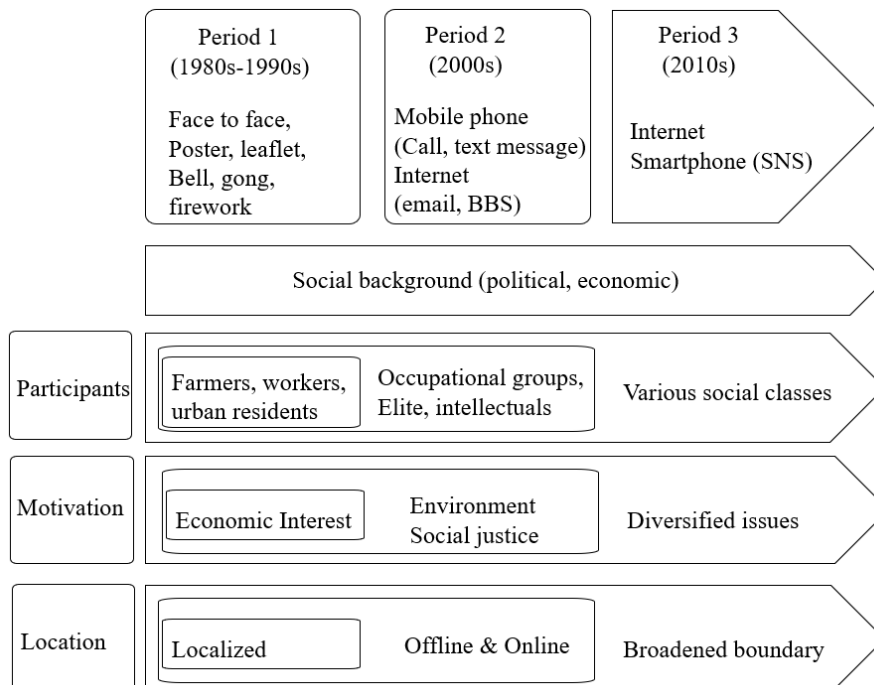 Period 1
(1980s-1990s)
Face to face,
Poster, leaflet,
Bell, gong,
firework
Period 2
(2000s)
Mobile phone
(Call, text message)
Internet
(email, BBS)
Period 3
(2010s)
Internet
Smartphone (SNS)
Social background (political, economic)
Participants
Farmers, workers,
urban residents
Occupational groups,
Elite, intellectuals
Various social classes
Motivation
Economic Interest
Environment
Social justice
Diversified issues
Location
Localized
Offline & Online
Broadened boundary